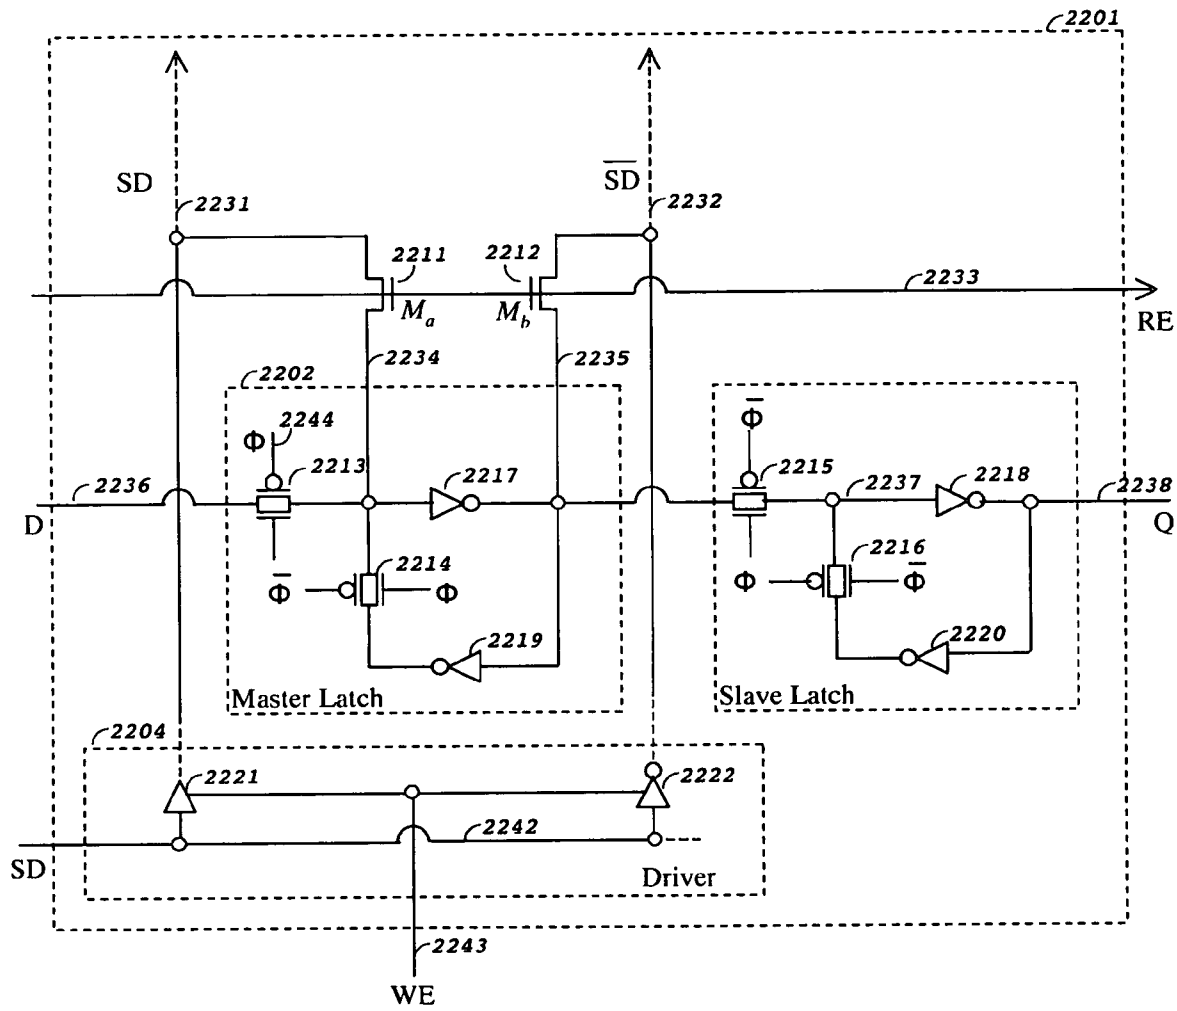 2201
SD
S̅D̅
2231
2232
2211
2212
2233
Ma
Mb
RE
2234
2235
2202
2244
Φ
Φ̅
2213
2217
2215
2218
2236
2237
2238
D
Q
2214
2216
Φ̅
Φ
Φ
Φ̅
2219
2220
Master Latch
Slave Latch
2204
2221
2222
2242
SD
Driver
2243
WE